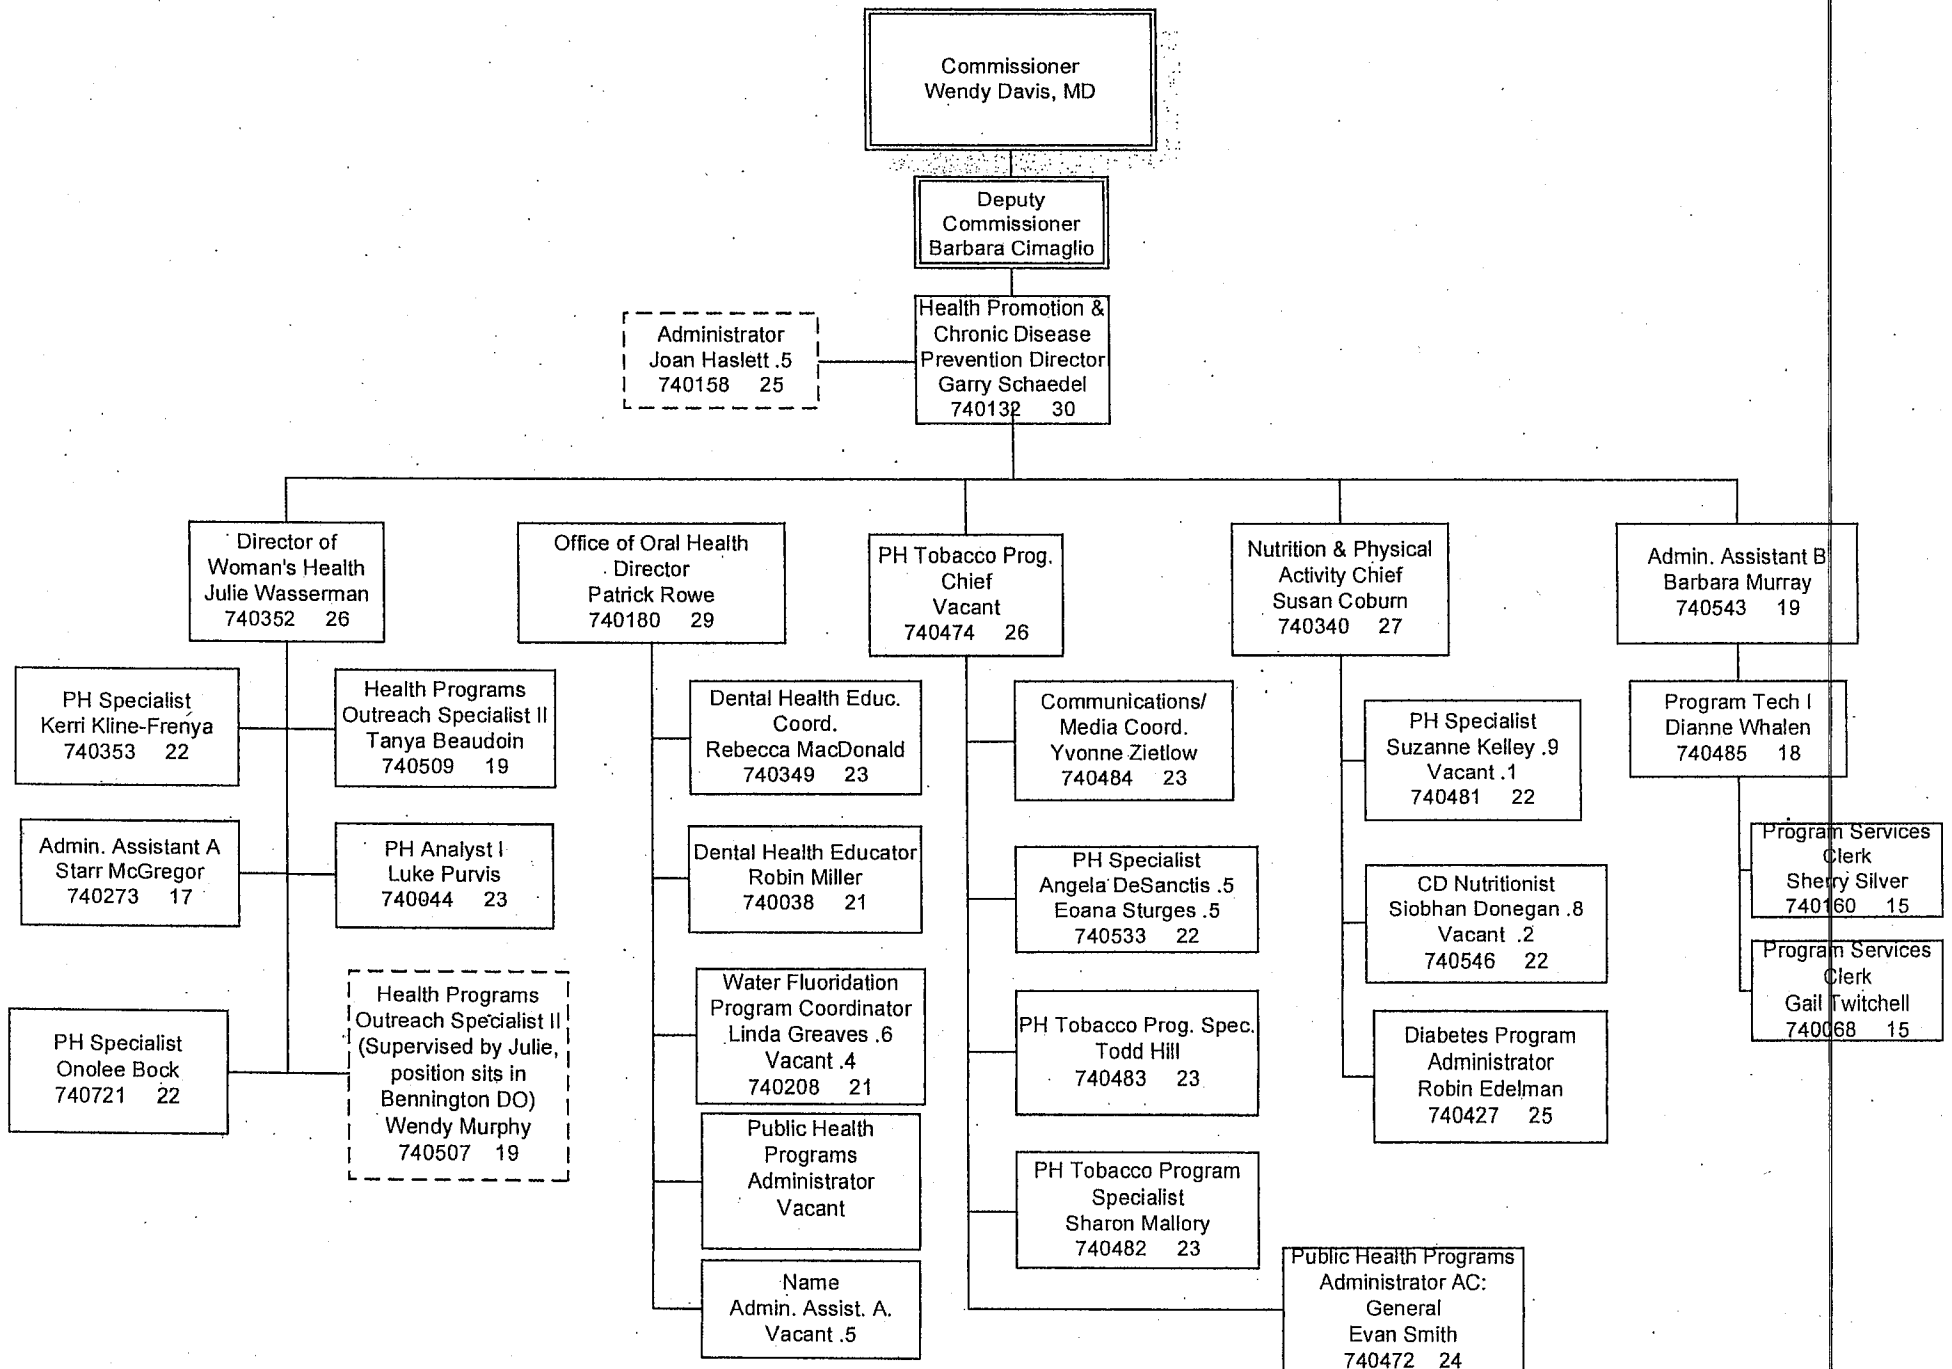 Commissioner
Wendy Davis, MD
Deputy
Commissioner
Barbara Cimaglio
Health Promotion &
Chronic Disease
Prevention Director
Garry Schaedel
740132 30
Administrator
Joan Haslett .5
740158 25
Director of
Woman's Health
Julie Wasserman
740352 26
PH Specialist
Kerri Kline-Frenya
740353 22
Health Programs
Outreach Specialist II
Tanya Beaudoin
740509 19
Admin. Assistant A
Starr McGregor
740273 17
PH Analyst I
Luke Purvis
740044 23
PH Specialist
Onolee Bock
740721 22
Health Programs
Outreach Specialist II
(Supervised by Julie,
position sits in
Bennington DO)
Wendy Murphy
740507 19
Office of Oral Health
Director
Patrick Rowe
740180 29
Dental Health Educ.
Coord.
Rebecca MacDonald
740349 23
Dental Health Educator
Robin Miller
740038 21
Water Fluoridation
Program Coordinator
Linda Greaves .6
Vacant .4
740208 21
Public Health
Programs
Administrator
Vacant
Name
Admin. Assist. A.
Vacant .5
PH Tobacco Prog.
Chief
Vacant
740474 26
Communications/
Media Coord.
Yvonne Zietlow
740484 23
PH Specialist
Angela DeSanctis .5
Eoana Sturges .5
740533 22
PH Tobacco Prog. Spec.
Todd Hill
740483 23
PH Tobacco Program
Specialist
Sharon Mallory
740482 23
Public Health Programs
Administrator AC:
General
Evan Smith
740472 24
Nutrition & Physical
Activity Chief
Susan Coburn
740340 27
PH Specialist
Suzanne Kelley .9
Vacant .1
740481 22
CD Nutritionist
Siobhan Donegan .8
Vacant .2
740546 22
Diabetes Program
Administrator
Robin Edelman
740427 25
Admin. Assistant B
Barbara Murray
740543 19
Program Tech I
Dianne Whalen
740485 18
Program Services
Clerk
Sherry Silver
740160 15
Program Services
Clerk
Gail Twitchell
740068 15